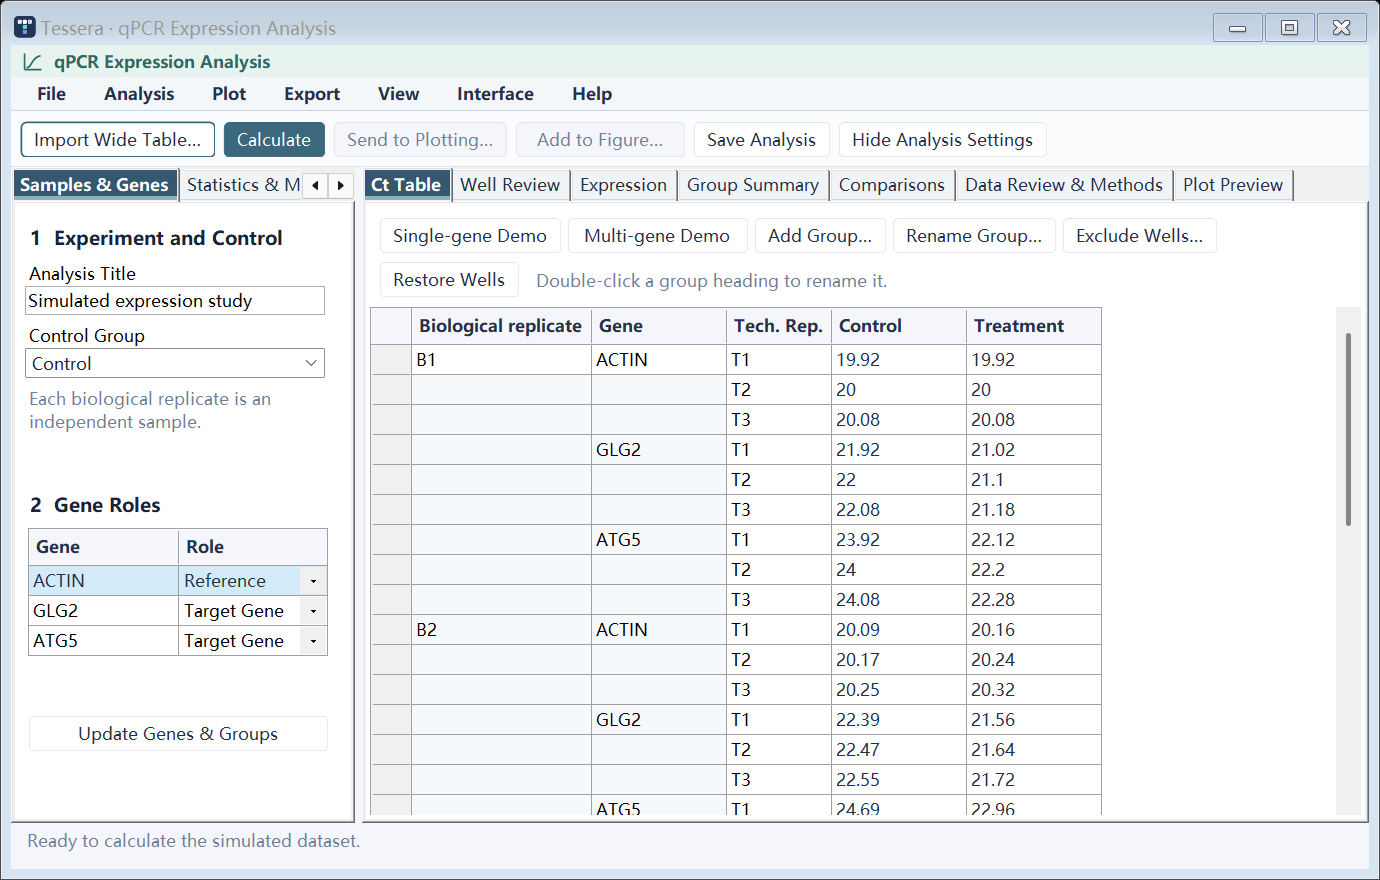 Tessera · qPCR Expression Analysis
qPCR Expression Analysis
File Analysis Plot Export View Interface Help
Import Wide Table... Calculate Send to Plotting... Add to Figure... Save Analysis Hide Analysis Settings
Samples & Genes Statistics & M
1 Experiment and Control
Analysis Title
Simulated expression study
Control Group
Control
Each biological replicate is an
independent sample.
2 Gene Roles
Gene Role
ACTIN Reference
GLG2 Target Gene
ATG5 Target Gene
Update Genes & Groups
Ct Table Well Review Expression Group Summary Comparisons Data Review & Methods Plot Preview
Single-gene Demo Multi-gene Demo Add Group... Rename Group... Exclude Wells...
Restore Wells Double-click a group heading to rename it.
Biological replicate Gene Tech. Rep. Control Treatment
B1 ACTIN T1 19.92 19.92
T2 20 20
T3 20.08 20.08
GLG2 T1 21.92 21.02
T2 22 21.1
T3 22.08 21.18
ATG5 T1 23.92 22.12
T2 24 22.2
T3 24.08 22.28
B2 ACTIN T1 20.09 20.16
T2 20.17 20.24
T3 20.25 20.32
GLG2 T1 22.39 21.56
T2 22.47 21.64
T3 22.55 21.72
ATG5 T1 24.69 22.96
Ready to calculate the simulated dataset.